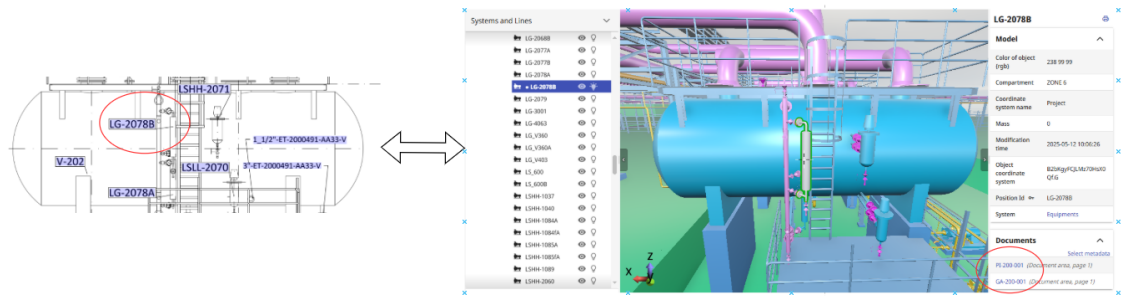 LSHH-2071
LG-2078B
1_1/2"-ET-2000491-AA33-V
V-202
LSLL-2070
3"-ET-2000491-AA33-V
LG-2078A
Systems and Lines
LG-2068B
LG-2077A
LG-2077B
LG-2078A
LG-2078B
LG-2079
LG-3001
LG-4063
LG_V360
LG_V360A
LG_V403
LS_600
LS_600B
LSHH-1037
LSHH-1040
LSHH-1084A
LSHH-1084fA
LSHH-1085A
LSHH-1085fA
LSHH-1089
LSHH-2060
Z
X
LG-2078B
Model
Color of object
(rgb)
238 99 99
Compartment
ZONE 6
Coordinate
system name
Project
Mass
0
Modification
time
2025-05-12 10:06:26
Object
coordinate
system
Position Id
LG-2078B
System
Equipments
Documents
Select metadata
PI-200-001 (Document area, page 1)
GA-200-001 (Document area, page 1)